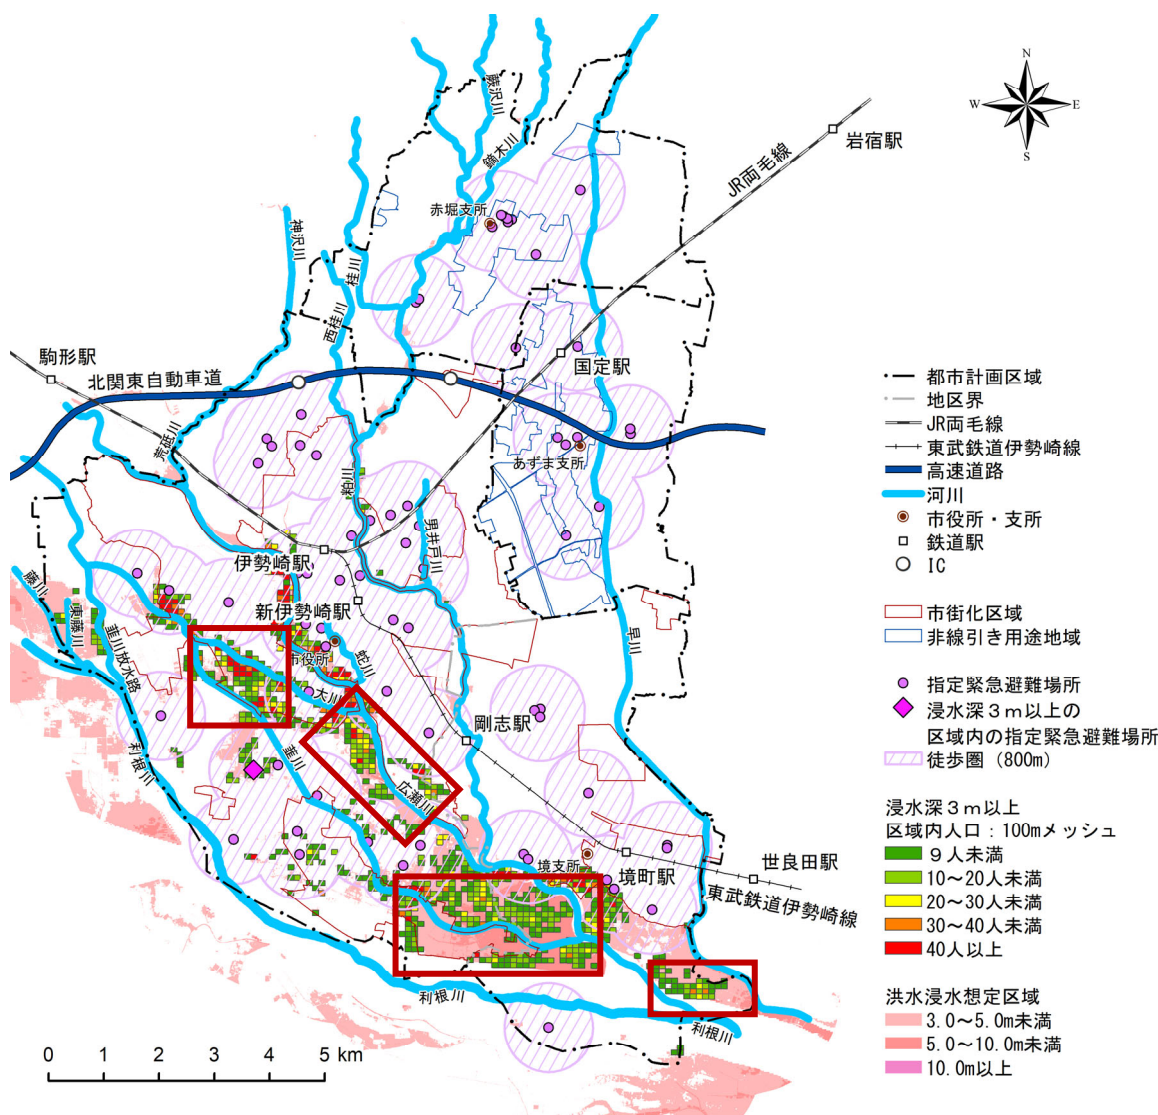 N
W
E
S
蕨沢川
鏑木川
岩宿駅
JR両毛線
赤堀支所
神沢川
桂川
西桂川
駒形駅
北関東自動車道
国定駅
荒砥川
あずま支所
粕川
男井戸川
伊勢崎駅
新伊勢崎駅
藤川
東藤川
韮川放水路
市役所
蛇川
早川
大川
剛志駅
利根川
韮川
広瀬川
境支所
境町駅
世良田駅
東武鉄道伊勢崎線
利根川
利根川
0 1 2 3 4 5 km
都市計画区域
地区界
JR両毛線
東武鉄道伊勢崎線
高速道路
河川
市役所・支所
鉄道駅
IC
市街化区域
非線引き用途地域
指定緊急避難場所
浸水深3m以上の
区域内の指定緊急避難場所
徒歩圏(800m)
浸水深3m以上
区域内人口:100mメッシュ
9人未満
10~20人未満
20~30人未満
30~40人未満
40人以上
洪水浸水想定区域
3.0~5.0m未満
5.0~10.0m未満
10.0m以上